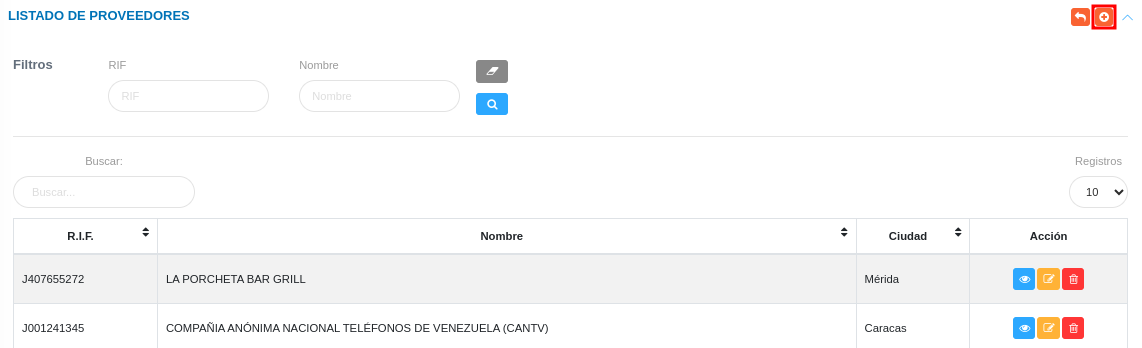 LISTADO DE PROVEEDORES
Filtros
RIF
Nombre
RIF
Nombre
Buscar:
Registros
Buscar...
10
R.I.F.
Nombre
Ciudad
Acción
J407655272
LA PORCHETA BAR GRILL
Mérida
J001241345
COMPAÑIA ANÓNIMA NACIONAL TELÉFONOS DE VENEZUELA (CANTV)
Caracas